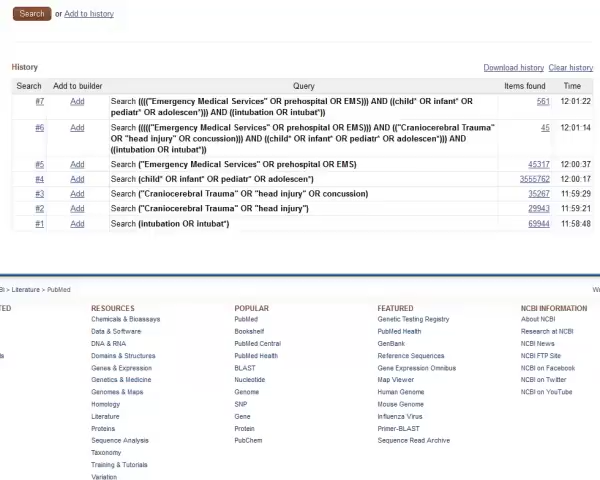 Search or Add to history
History Download history Clear history
Search Add to builder Query Items found Time
#7 Add Search (((("Emergency Medical Services" OR prehospital OR EMS))) AND ((child* OR infant* OR 561 12:01:22
pediatr* OR adolescen*))) AND ((intubation OR intubat*))
#6 Add Search ((((("Emergency Medical Services" OR prehospital OR EMS))) AND (("Craniocerebral Trauma" 45 12:01:14
OR "head injury" OR concussion))) AND ((child* OR infant* OR pediatr* OR adolescen*))) AND
((intubation OR intubat*))
#5 Add Search ("Emergency Medical Services" OR prehospital OR EMS) 45317 12:00:37
#4 Add Search (child* OR infant* OR pediatr* OR adolescen*) 3555762 12:00:17
#3 Add Search ("Craniocerebral Trauma" OR "head injury" OR concussion) 35267 11:59:29
#2 Add Search ("Craniocerebral Trauma" OR "head injury") 29943 11:59:21
#1 Add Search (intubation OR intubat*) 69944 11:58:48
BI > Literature > PubMed
TED RESOURCES POPULAR FEATURED NCBI INFORMATION
Chemicals & Bioassays PubMed Genetic Testing Registry About NCBI
Data & Software Bookshelf PubMed Health Research at NCBI
DNA & RNA PubMed Central GenBank NCBI News
Domains & Structures PubMed Health Reference Sequences NCBI FTP Site
Genes & Expression BLAST Gene Expression Omnibus NCBI on Facebook
Genetics & Medicine Nucleotide Map Viewer NCBI on Twitter
Genomes & Maps Genome Human Genome NCBI on YouTube
Homology SNP Mouse Genome
Literature Gene Influenza Virus
Proteins Protein Primer-BLAST
Sequence Analysis PubChem Sequence Read Archive
Taxonomy
Training & Tutorials
Variation